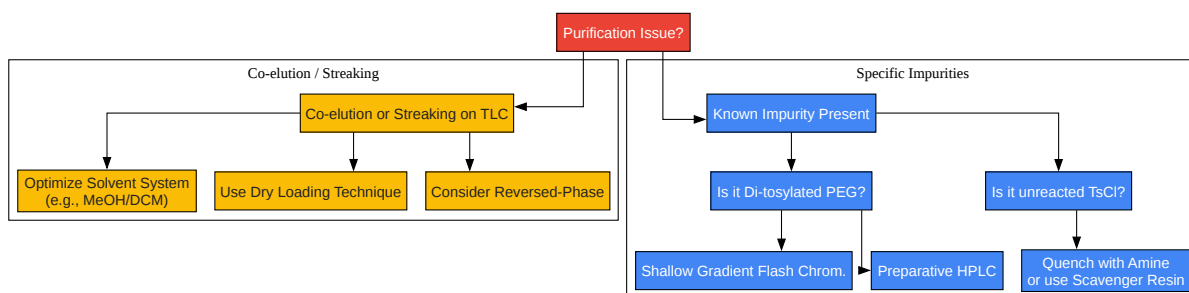 Purification Issue?
Co-elution / Streaking
Specific Impurities
Co-elution or Streaking on TLC
Known Impurity Present
Optimize Solvent System
(e.g., MeOH/DCM)
Use Dry Loading Technique
Consider Reversed-Phase
Is it Di-tosylated PEG?
Is it unreacted TsCl?
Shallow Gradient Flash Chrom.
Preparative HPLC
Quench with Amine
or use Scavenger Resin